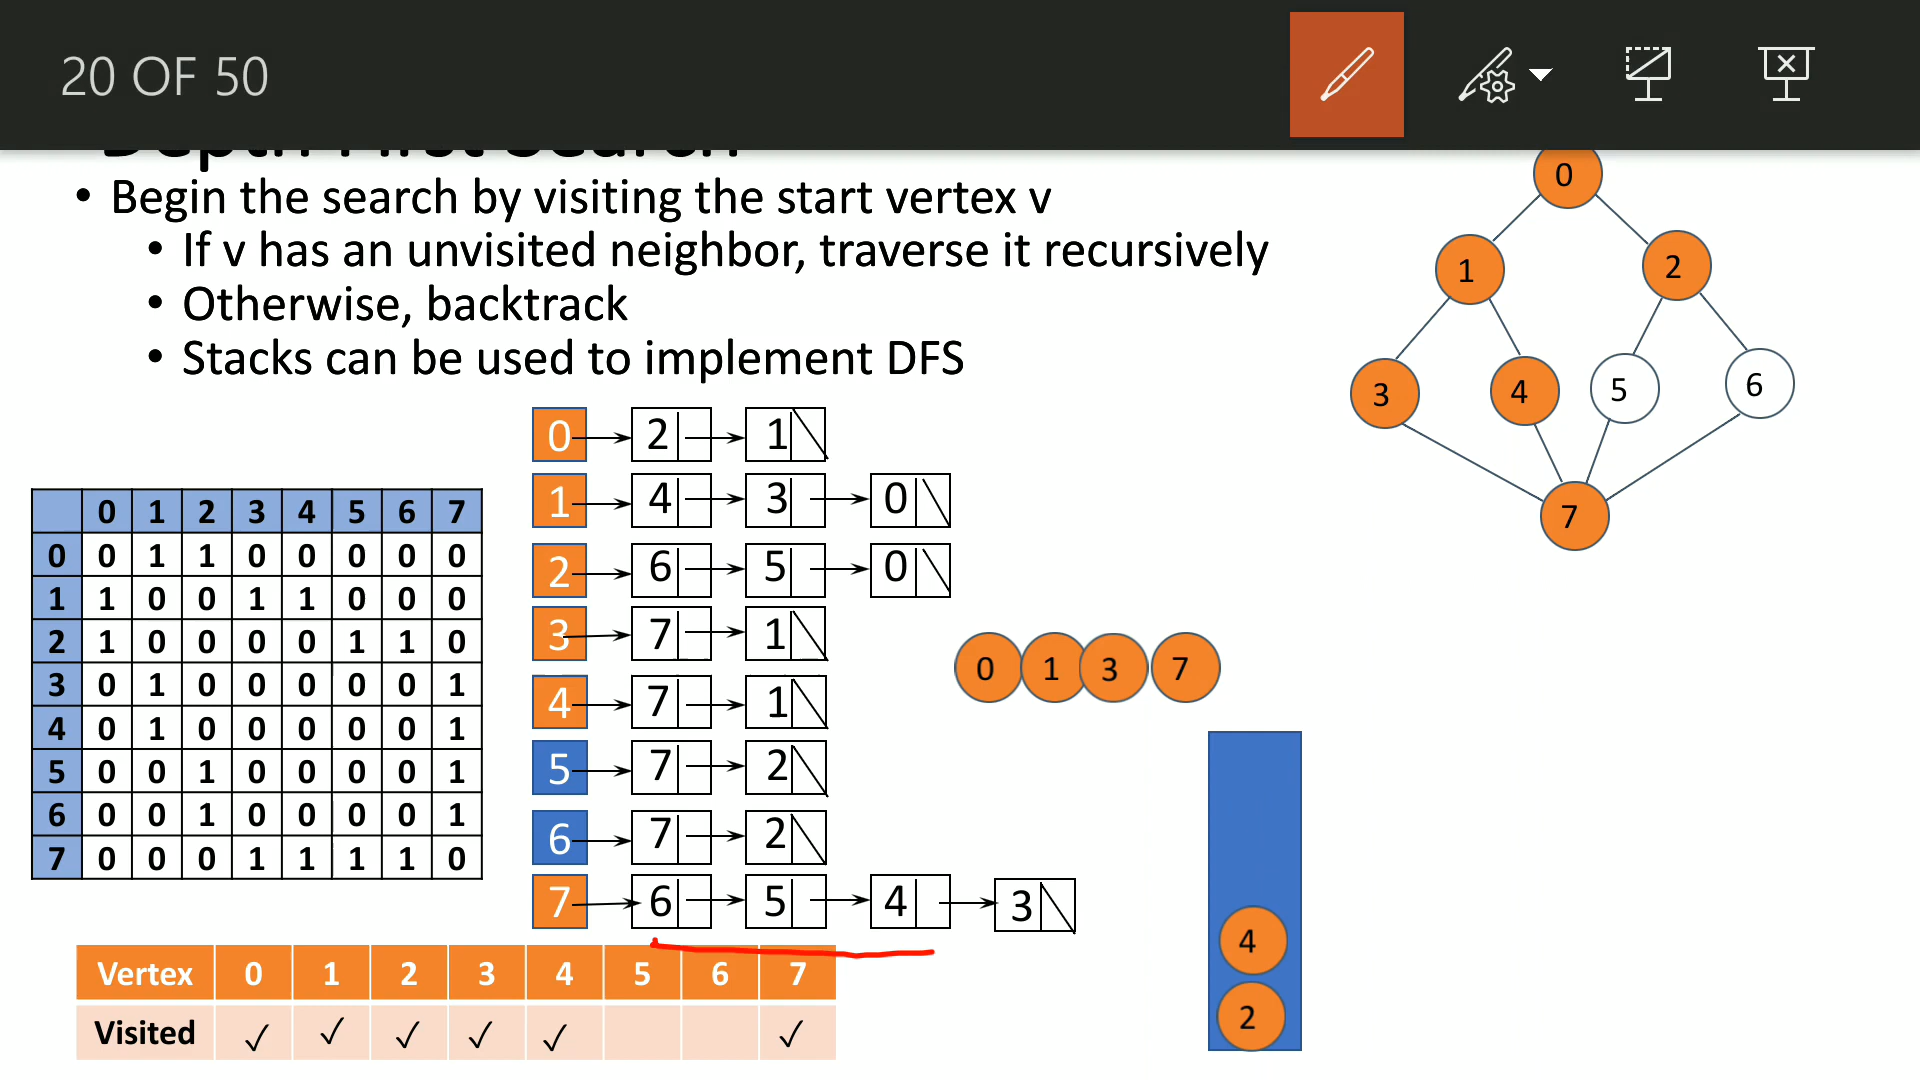 20 OF 50
Depth First Search
• Begin the search by visiting the start vertex v
• If v has an unvisited neighbor, traverse it recursively
• Otherwise, backtrack
• Stacks can be used to implement DFS
0
1 2
3 4 5 6
7
0 1 2 3 4 5 6 7
0 0 1 1 0 0 0 0 0
1 1 0 0 1 1 0 0 0
2 1 0 0 0 0 1 1 0
3 0 1 0 0 0 0 0 1
4 0 1 0 0 0 0 0 1
5 0 0 1 0 0 0 0 1
6 0 0 1 0 0 0 0 1
7 0 0 0 1 1 1 1 0
0 2 1
1 4 3 0
2 6 5 0
3 7 1
4 7 1
5 7 2
6 7 2
7 6 5 4 3
0 1 3 7
4
2
Vertex 0 1 2 3 4 5 6 7
Visited ✓ ✓ ✓ ✓ ✓ ✓